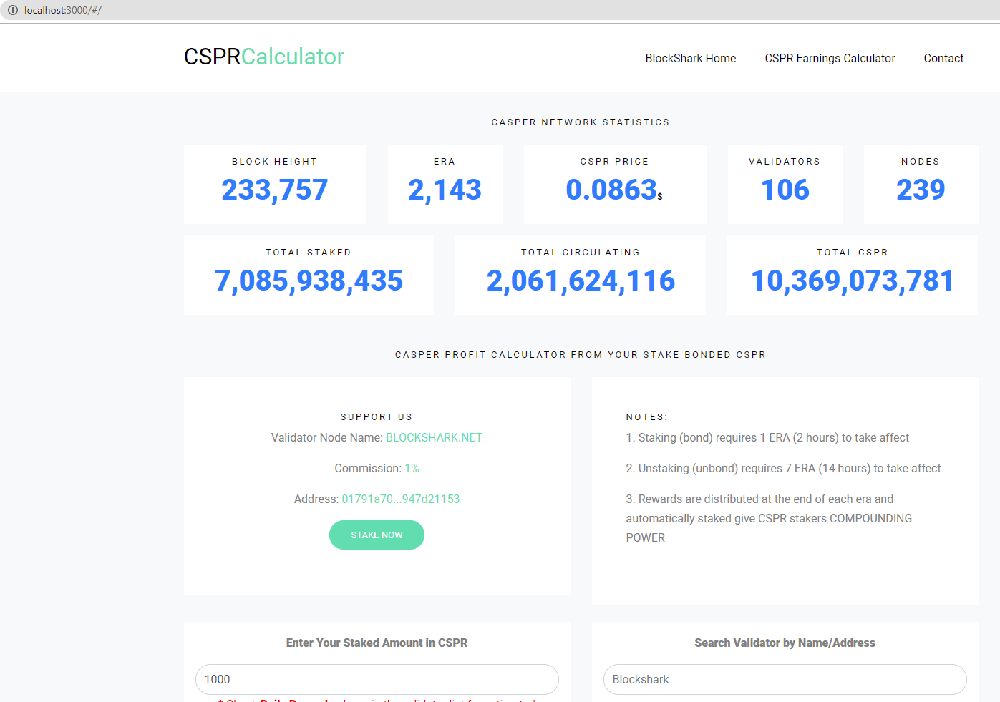 localhost:3000/#/
CSPRCalculator
BlockShark Home CSPR Earnings Calculator Contact
CASPER NETWORK STATISTICS
BLOCK HEIGHT
233,757
ERA
2,143
CSPR PRICE
0.0863$
VALIDATORS
106
NODES
239
TOTAL STAKED
7,085,938,435
TOTAL CIRCULATING
2,061,624,116
TOTAL CSPR
10,369,073,781
CASPER PROFIT CALCULATOR FROM YOUR STAKE BONDED CSPR
SUPPORT US
Validator Node Name: BLOCKSHARK.NET
Commission: 1%
Address: 01791a70...947d21153
STAKE NOW
NOTES:
1. Staking (bond) requires 1 ERA (2 hours) to take affect
2. Unstaking (unbond) requires 7 ERA (14 hours) to take affect
3. Rewards are distributed at the end of each era and
automatically staked give CSPR stakers COMPOUNDING
POWER
Enter Your Staked Amount in CSPR
1000
Search Validator by Name/Address
Blockshark